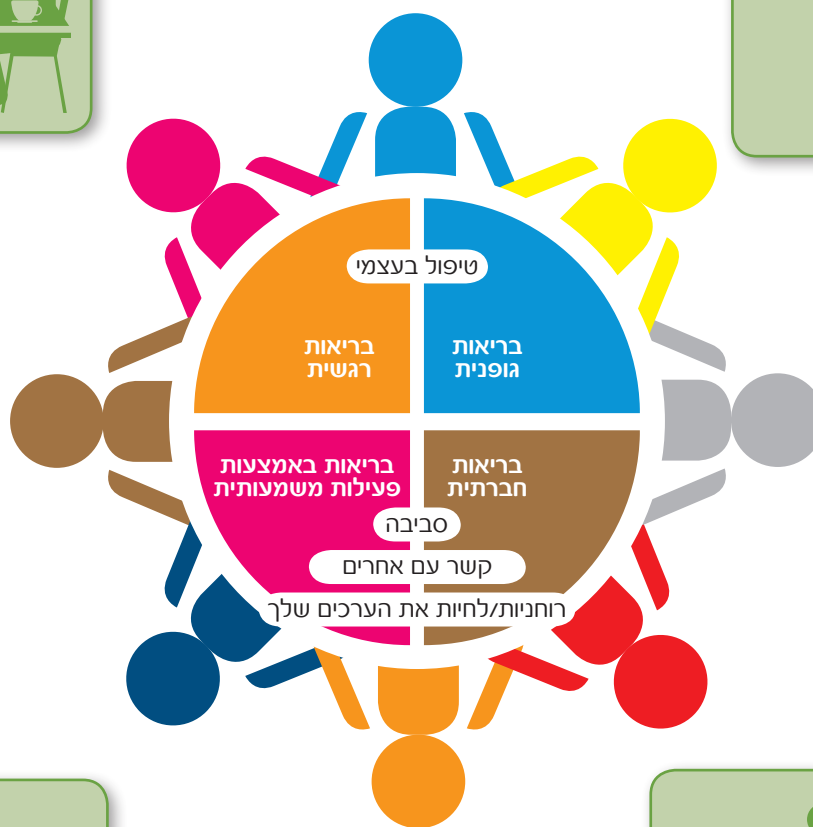 טיפול בעצמי
בריאות
גופנית
בריאות
רגשית
בריאות
חברתית
בריאות באמצעות
פעילות משמעותית
סביבה
קשר עם אחרים
רוחניות/לחיות את הערכים שלך